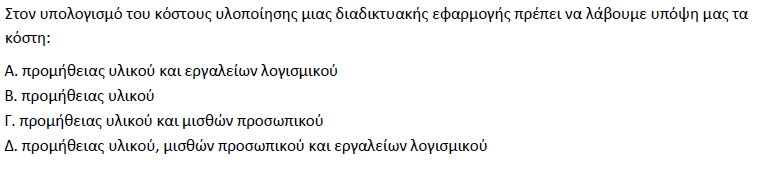 Στον υπολογισμό του κόστους υλοποίησης μιας διαδικτυακής εφαρμογής πρέπει να λάβουμε υπόψη μας τα
κόστη:
Α. προμήθειας υλικού και εργαλείων λογισμικού
Β. προμήθειας υλικού
Γ. προμήθειας υλικού και μισθών προσωπικού
Δ. προμήθειας υλικού, μισθών προσωπικού και εργαλείων λογισμικού